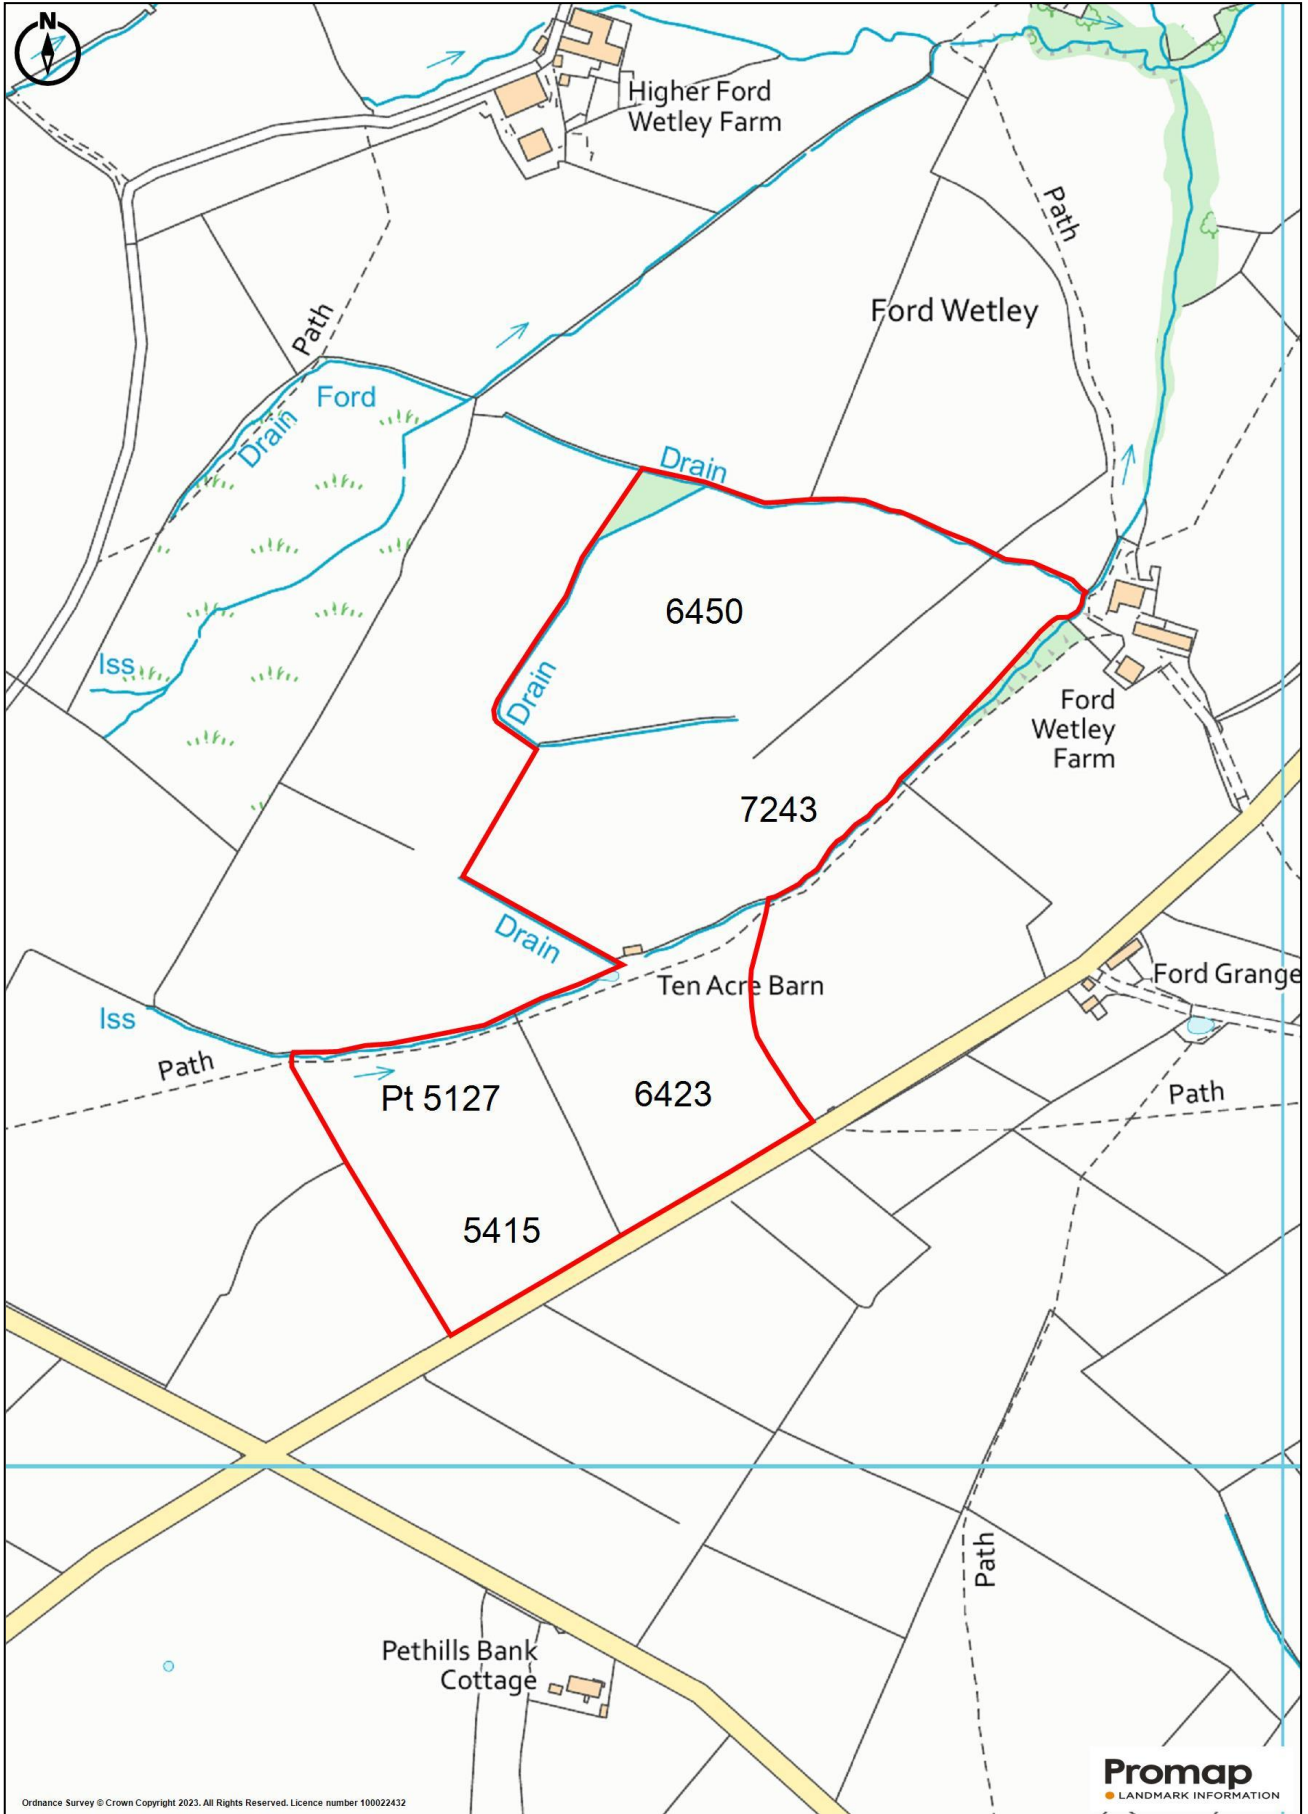 N
Higher Ford
Wetley Farm
Path
Path
Ford Wetley
Ford
Drain
Drain
6450
Iss
Drain
Ford
Wetley
Farm
7243
Drain
Ten Acre Barn
Ford Grange
Iss
Path
Pt 5127
6423
Path
5415
Path
Pethills Bank
Cottage
Promap
LANDMARK INFORMATION
Ordnance Survey © Crown Copyright 2023. All Rights Reserved. Licence number 100022432